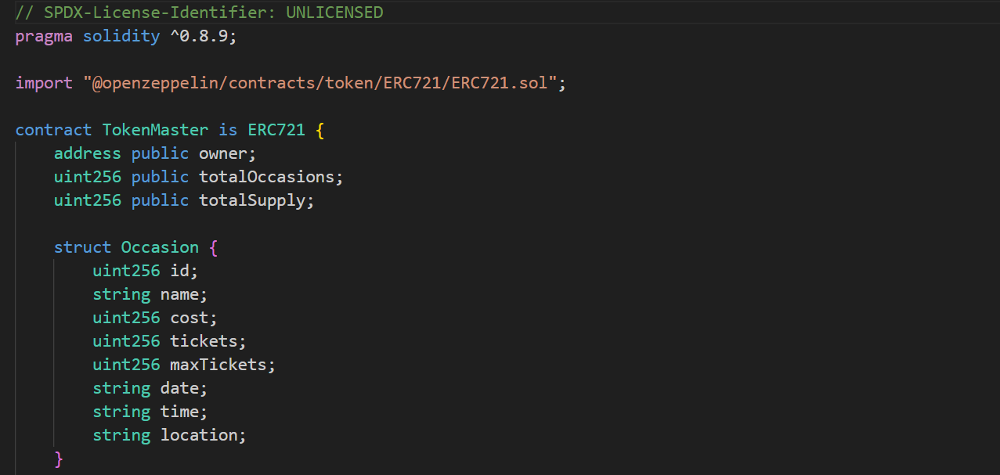 // SPDX-License-Identifier: UNLICENSED
pragma solidity ^0.8.9;
import "@openzeppelin/contracts/token/ERC721/ERC721.sol";
contract TokenMaster is ERC721 {
address public owner;
uint256 public totalOccasions;
uint256 public totalSupply;
struct Occasion {
uint256 id;
string name;
uint256 cost;
uint256 tickets;
uint256 maxTickets;
string date;
string time;
string location;
}